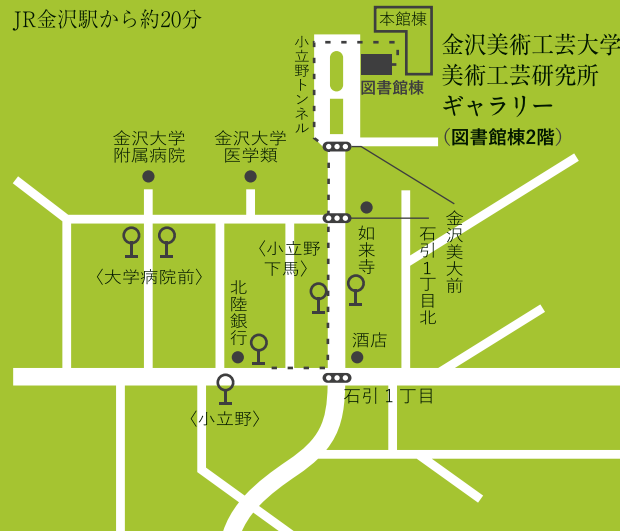 JR金沢駅から約20分
本館棟
小立野トンネル
図書館棟
金沢美術工芸大学
美術工芸研究所
ギャラリー
（図書館棟2階）
金沢大学
附属病院
金沢大学
医学類
金沢美大前
石引1丁目北
如来寺
〈小立野
下馬〉
〈大学病院前〉
北陸銀行
酒店
石引1丁目
〈小立野〉